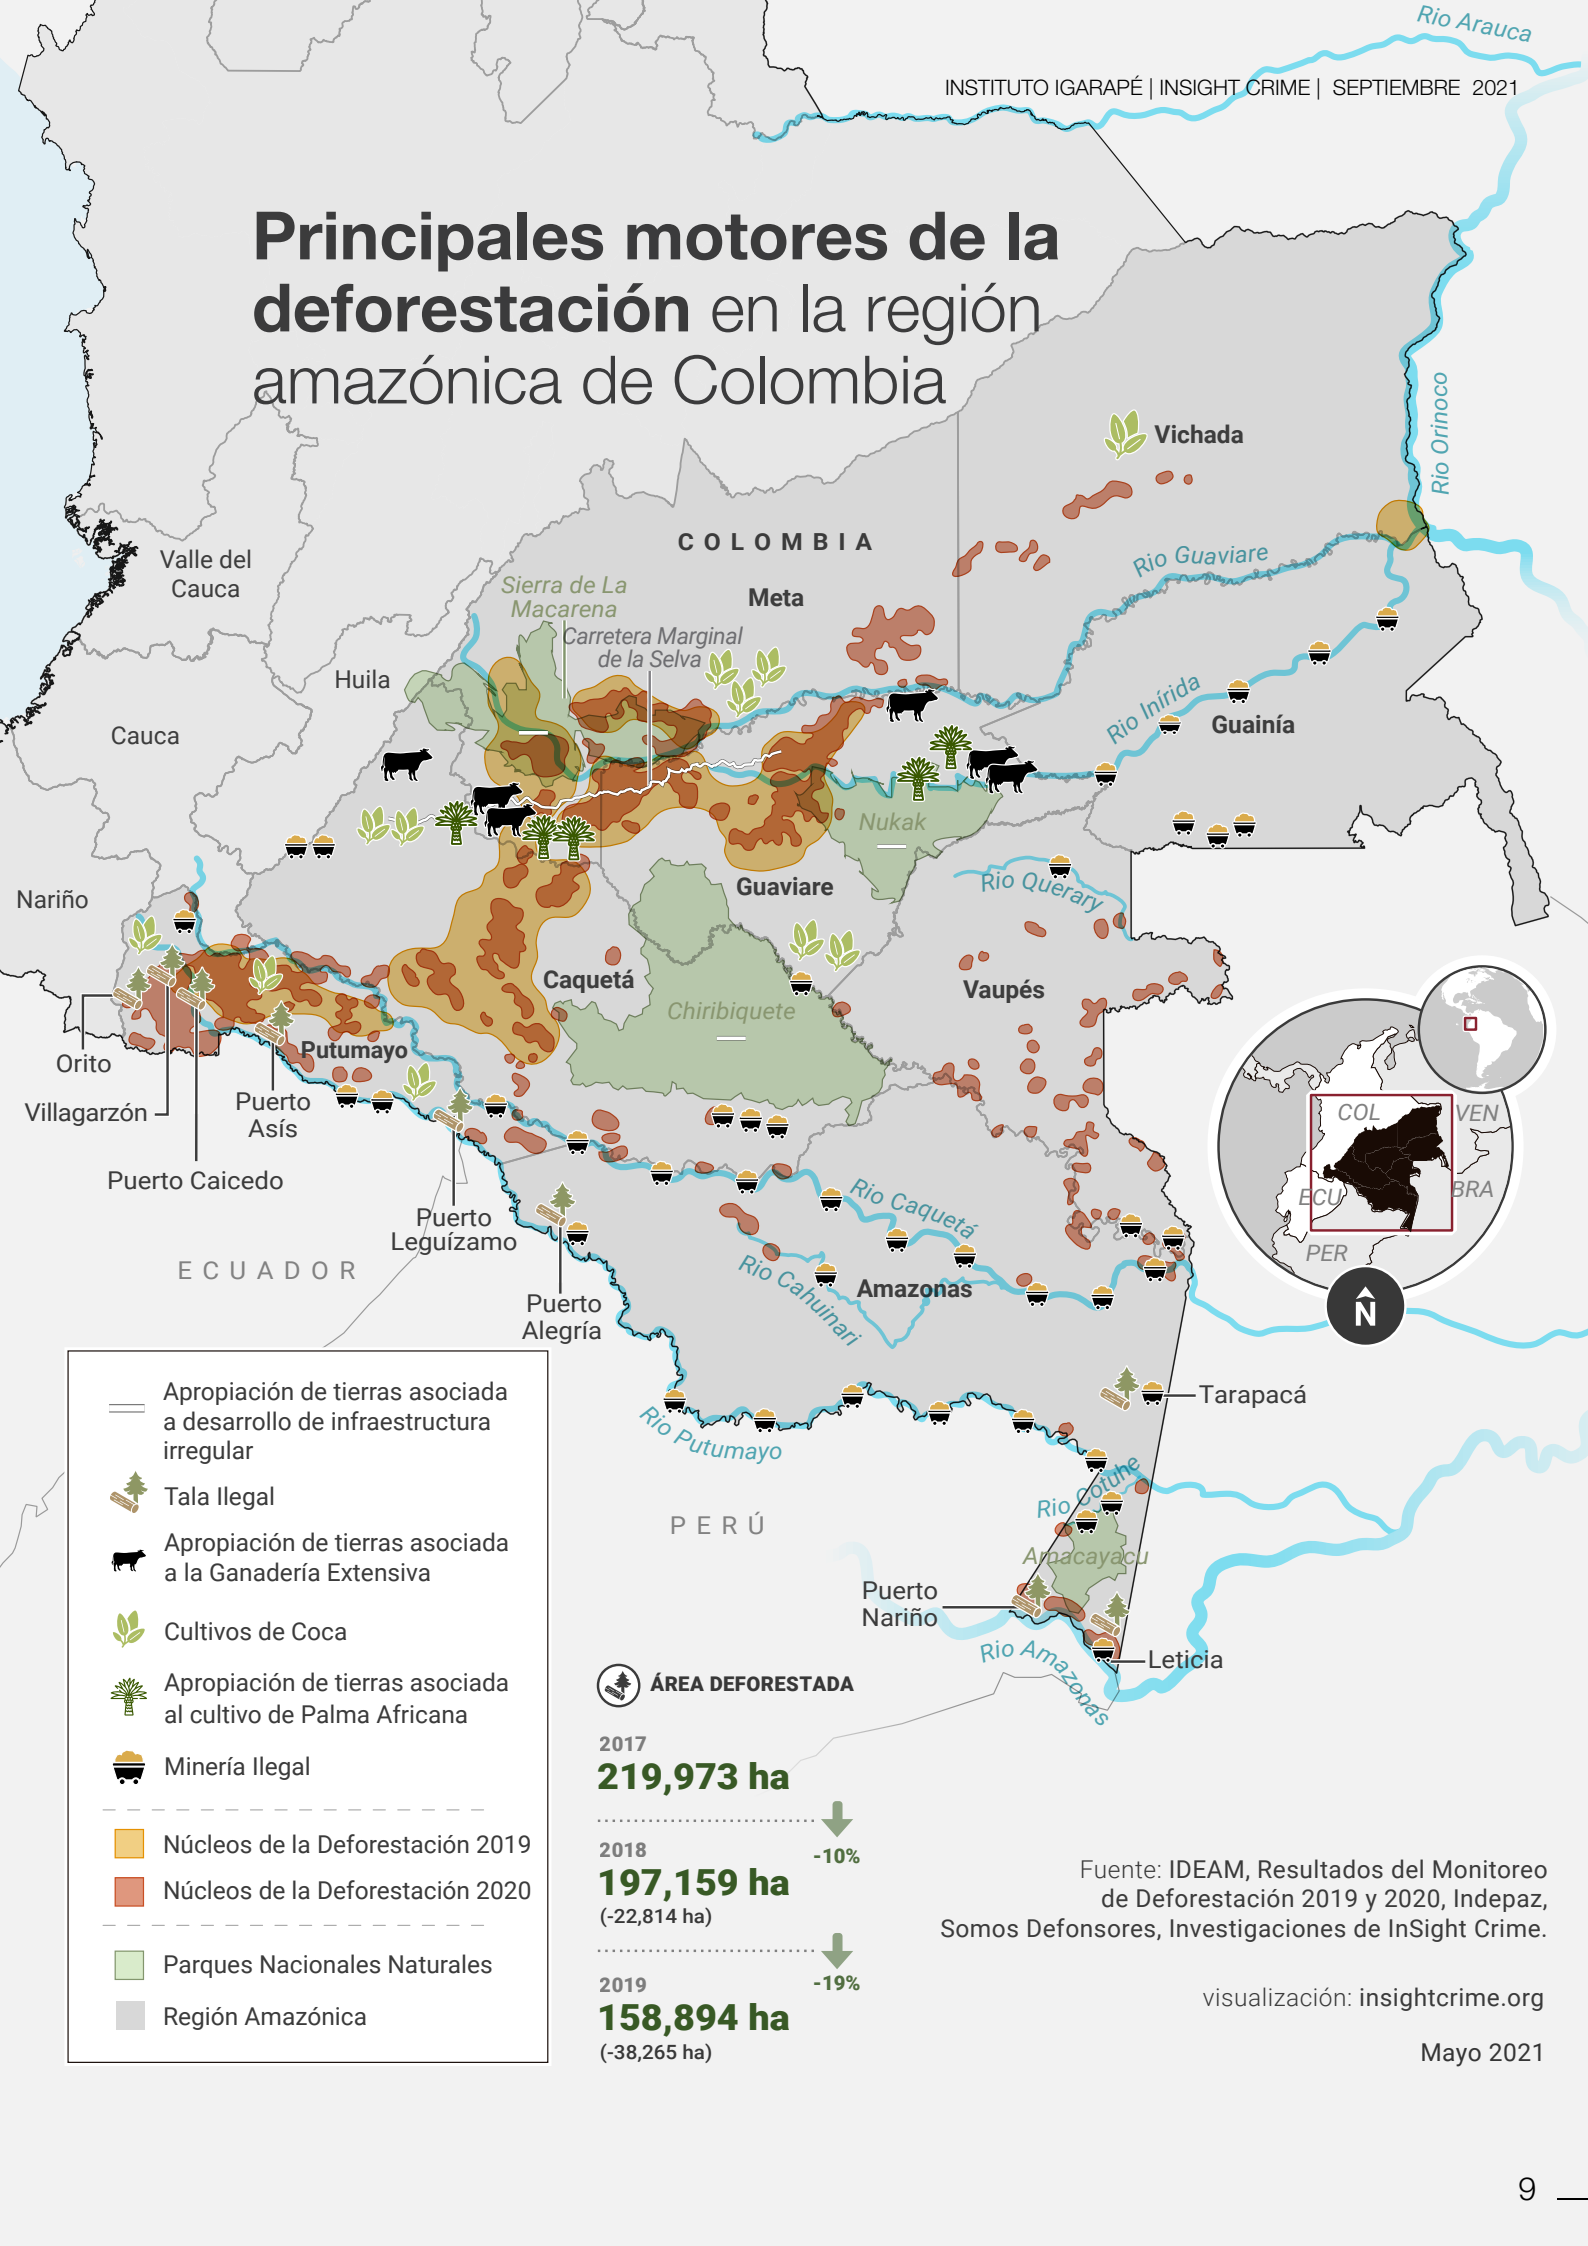 Rio Arauca
INSTITUTO IGARAPÉ | INSIGHT CRIME | SEPTIEMBRE 2021
Principales motores de la
deforestación en la región
amazónica de Colombia
Rio Orinoco
Vichada
COLOMBIA
Valle del
Cauca
Rio Guaviare
Sierra de La
Macarena
Meta
Carretera Marginal
de la Selva
Huila
Rio Inírida
Guainía
Cauca
Nukak
Guaviare
Rio Querary
Nariño
Caquetá
Vaupés
Chiribiquete
Putumayo
Orito
Villagarzón
Puerto
Asís
Puerto Caicedo
COL
VEN
ECU
BRA
PER
N
Puerto
Leguízamo
Rio Caquetá
ECUADOR
Rio Cahuinari
Amazonas
Puerto
Alegría
Tarapacá
Rio Putumayo
Rio Cotuhe
PERÚ
Amacayacu
Puerto
Nariño
Rio Amazonas
Leticia
Apropiación de tierras asociada
a desarrollo de infraestructura
irregular
Tala Ilegal
Apropiación de tierras asociada
a la Ganadería Extensiva
Cultivos de Coca
Apropiación de tierras asociada
al cultivo de Palma Africana
Minería Ilegal
Núcleos de la Deforestación 2019
Núcleos de la Deforestación 2020
Parques Nacionales Naturales
Región Amazónica
ÁREA DEFORESTADA
2017
219,973 ha
-10%
2018
197,159 ha
(-22,814 ha)
-19%
2019
158,894 ha
(-38,265 ha)
Fuente: IDEAM, Resultados del Monitoreo
de Deforestación 2019 y 2020, Indepaz,
Somos Defonsores, Investigaciones de InSight Crime.
visualización: insightcrime.org
Mayo 2021
9